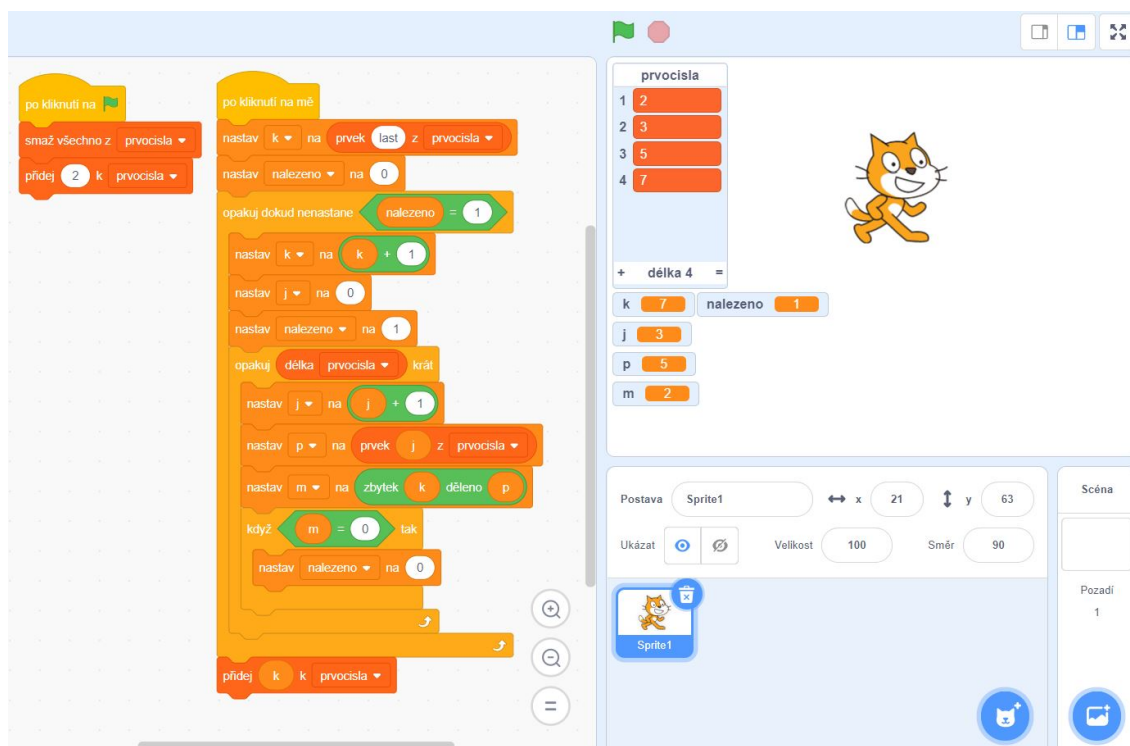 po kliknutí na
smaž všechno z prvocisla
přidej 2 k prvocisla
po kliknutí na mě
nastav k na prvek last z prvocisla
nastav nalezeno na 0
opakuj dokud nenastane nalezeno = 1
nastav k na k + 1
nastav j na 0
nastav nalezeno na 1
opakuj délka prvocisla krát
nastav j na j + 1
nastav p na prvek j z prvocisla
nastav m na zbytek k děleno p
když m = 0 tak
nastav nalezeno na 0
přidej k k prvocisla
prvocisla
1 2
2 3
3 5
4 7
+ délka 4 =
k 7 nalezeno 1
j 3
p 5
m 2
Postava Sprite1 x 21 y 63
Ukázat Velikost 100 Směr 90
Sprite1
Scéna
Pozadí
1